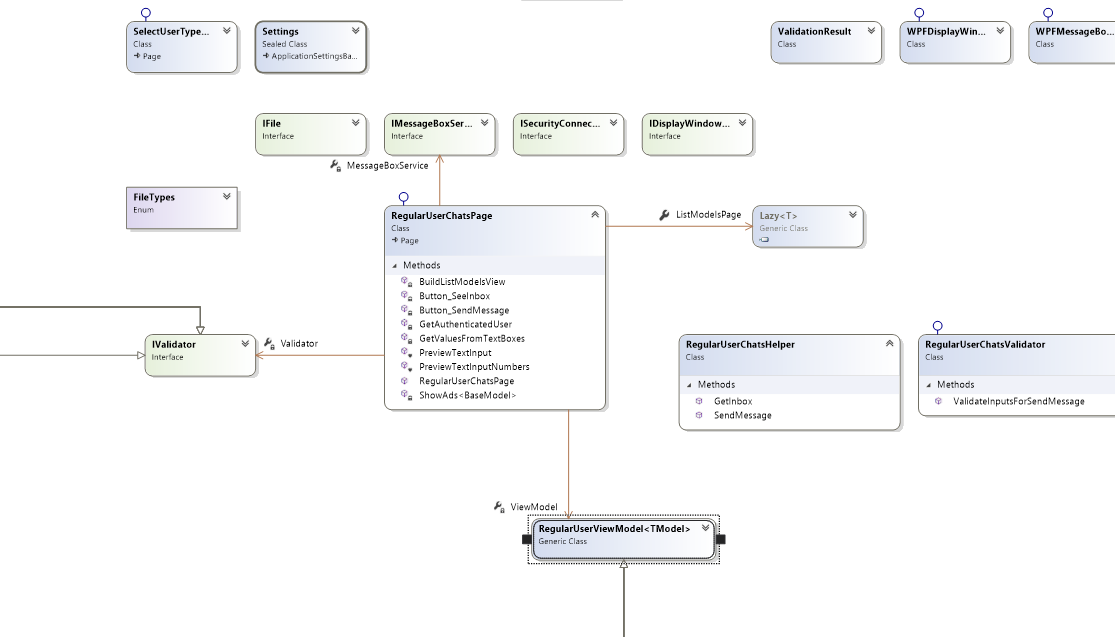 SelectUserType...
Class
Page
Settings
Sealed Class
ApplicationSettingsBa...
ValidationResult
Class
WPFDisplayWin...
Class
WPFMessageBo...
Class
IFile
Interface
IMessageBoxSer...
Interface
ISecurityConnec...
Interface
IDisplayWindow...
Interface
MessageBoxService
FileTypes
Enum
RegularUserChatsPage
Class
Page
Methods
BuildListModelsView
Button_SeeInbox
Button_SendMessage
GetAuthenticatedUser
GetValuesFromTextBoxes
PreviewTextInput
PreviewTextInputNumbers
RegularUserChatsPage
ShowAds<BaseModel>
ListModelsPage
Lazy<T>
Generic Class
IValidator
Interface
Validator
RegularUserChatsHelper
Class
Methods
GetInbox
SendMessage
RegularUserChatsValidator
Class
Methods
ValidateInputsForSendMessage
ViewModel
RegularUserViewModel<TModel>
Generic Class